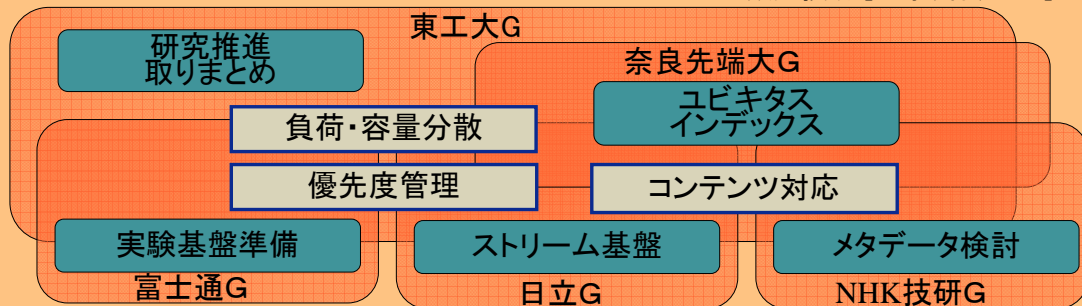 東工大G
研究推進
取りまとめ
奈良先端大G
ユビキタス
インデックス
負荷・容量分散
優先度管理
コンテンツ対応
実験基盤準備
ストリーム基盤
メタデータ検討
富士通G
日立G
NHK技研G